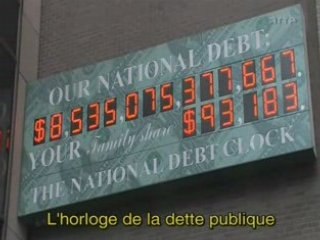 arte
OUR NATIONAL DEBT:
$8,535,075,377,667.
YOUR Family share $93,183.
THE NATIONAL DEBT CLOCK
L'horloge de la dette publique